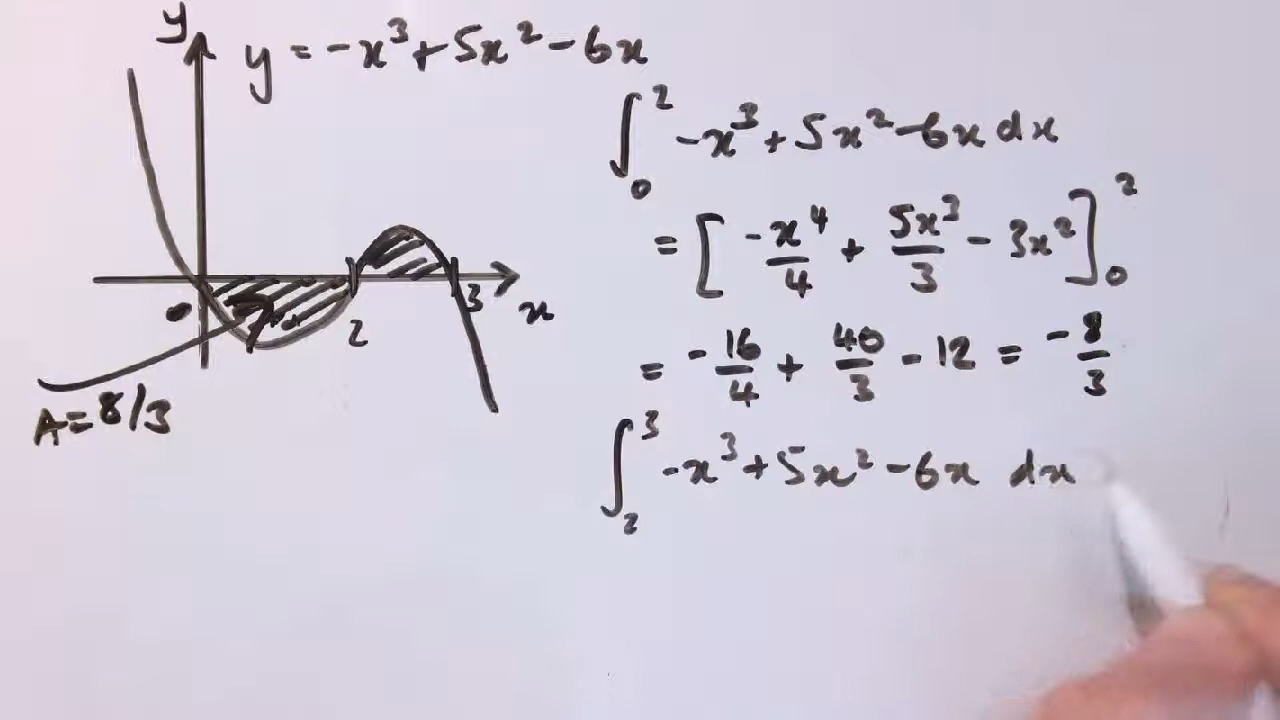 y
y = -x³ + 5x² - 6x
∫₀² -x³ + 5x² - 6x dx
= [-x⁴/4 + 5x³/3 - 3x²]₀²
0
2
3
x
= -16/4 + 40/3 - 12 = -8/3
A = 8/3
∫₂³ -x³ + 5x² - 6x dx